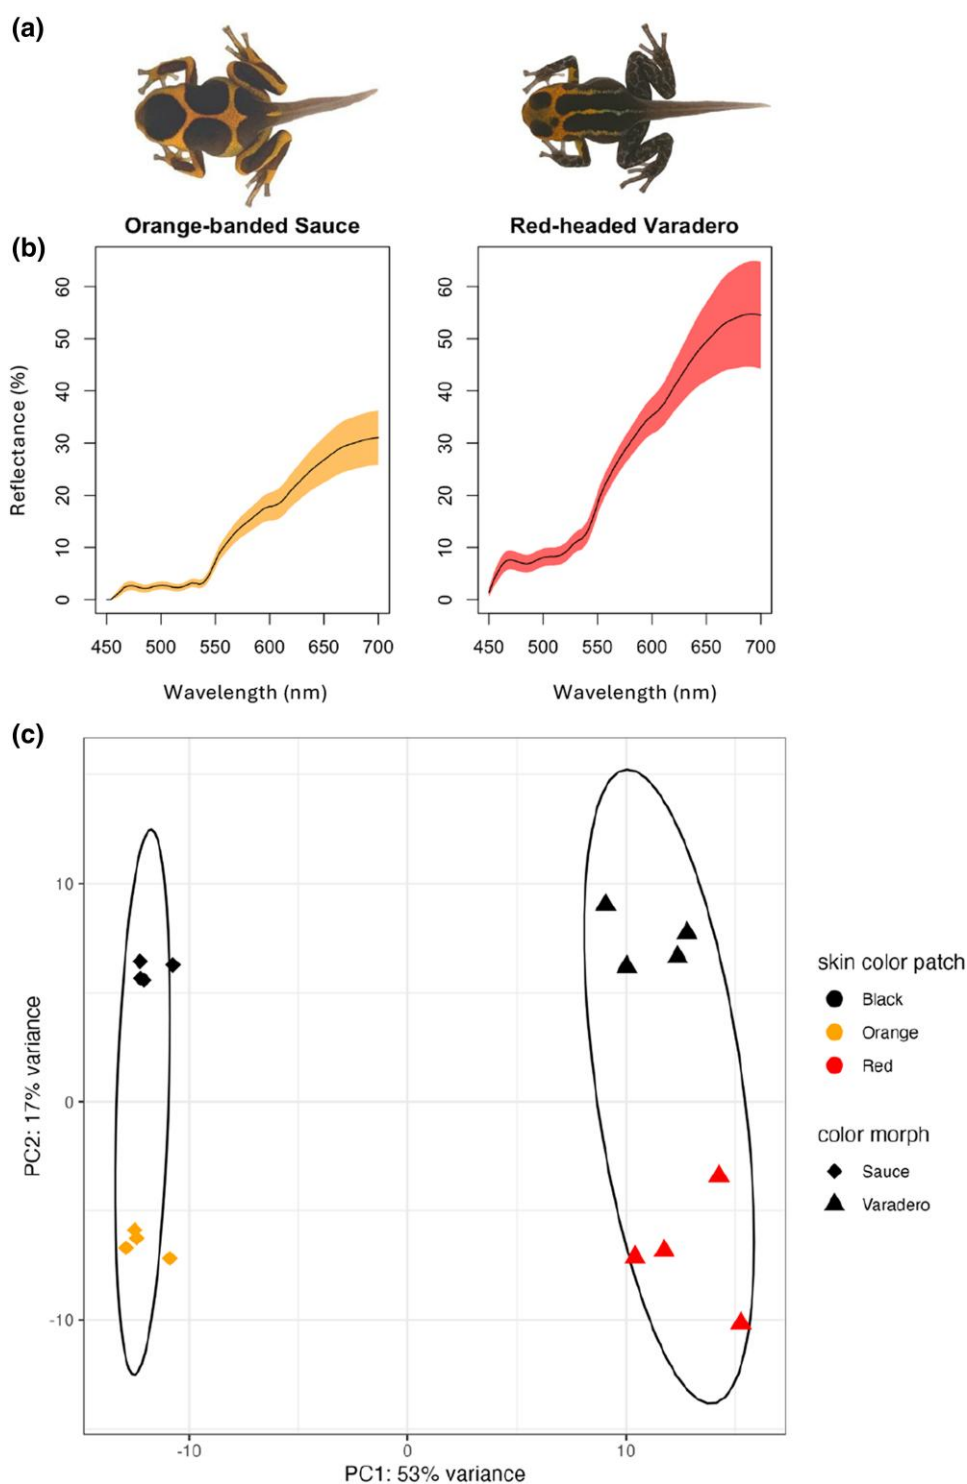 (a)
Orange-banded Sauce
Red-headed Varadero
(b)
Reflectance (%)
0
10
20
30
40
50
60
450 500 550 600 650 700
Wavelength (nm)
0
10
20
30
40
50
60
450 500 550 600 650 700
Wavelength (nm)
(c)
PC2: 17% variance
10
0
-10
-10 0 10
PC1: 53% variance
skin color patch
Black
Orange
Red
color morph
Sauce
Varadero